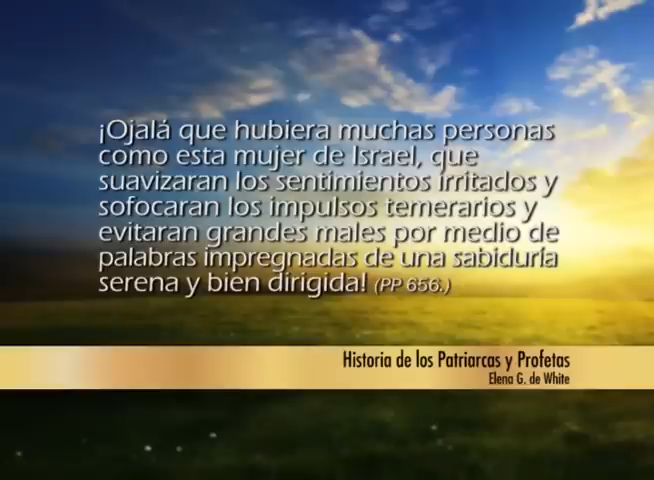 ¡Ojalá que hubiera muchas personas
como esta mujer de Israel, que
suavizaran los sentimientos irritados y
sofocaran los impulsos temerarios y
evitaran grandes males por medio de
palabras impregnadas de una sabiduría
serena y bien dirigida! (PP 656.)
Historia de los Patriarcas y Profetas
Elena G. de White